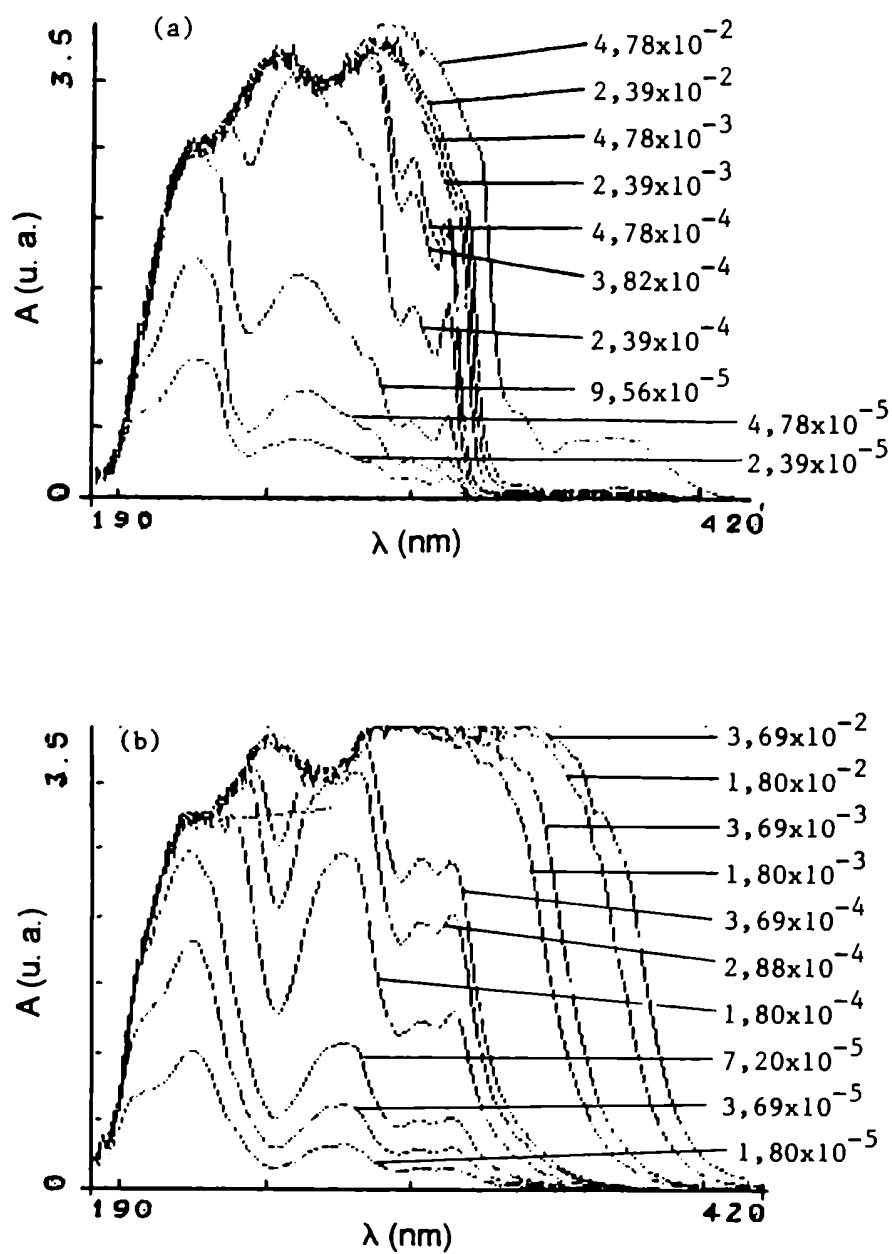 (a)
3.5
A (u. a.)
0
190
420
λ (nm)
4,78x10⁻²
2,39x10⁻²
4,78x10⁻³
2,39x10⁻³
4,78x10⁻⁴
3,82x10⁻⁴
2,39x10⁻⁴
9,56x10⁻⁵
4,78x10⁻⁵
2,39x10⁻⁵
(b)
3.5
A (u. a.)
0
190
420
λ (nm)
3,69x10⁻²
1,80x10⁻²
3,69x10⁻³
1,80x10⁻³
3,69x10⁻⁴
2,88x10⁻⁴
1,80x10⁻⁴
7,20x10⁻⁵
3,69x10⁻⁵
1,80x10⁻⁵